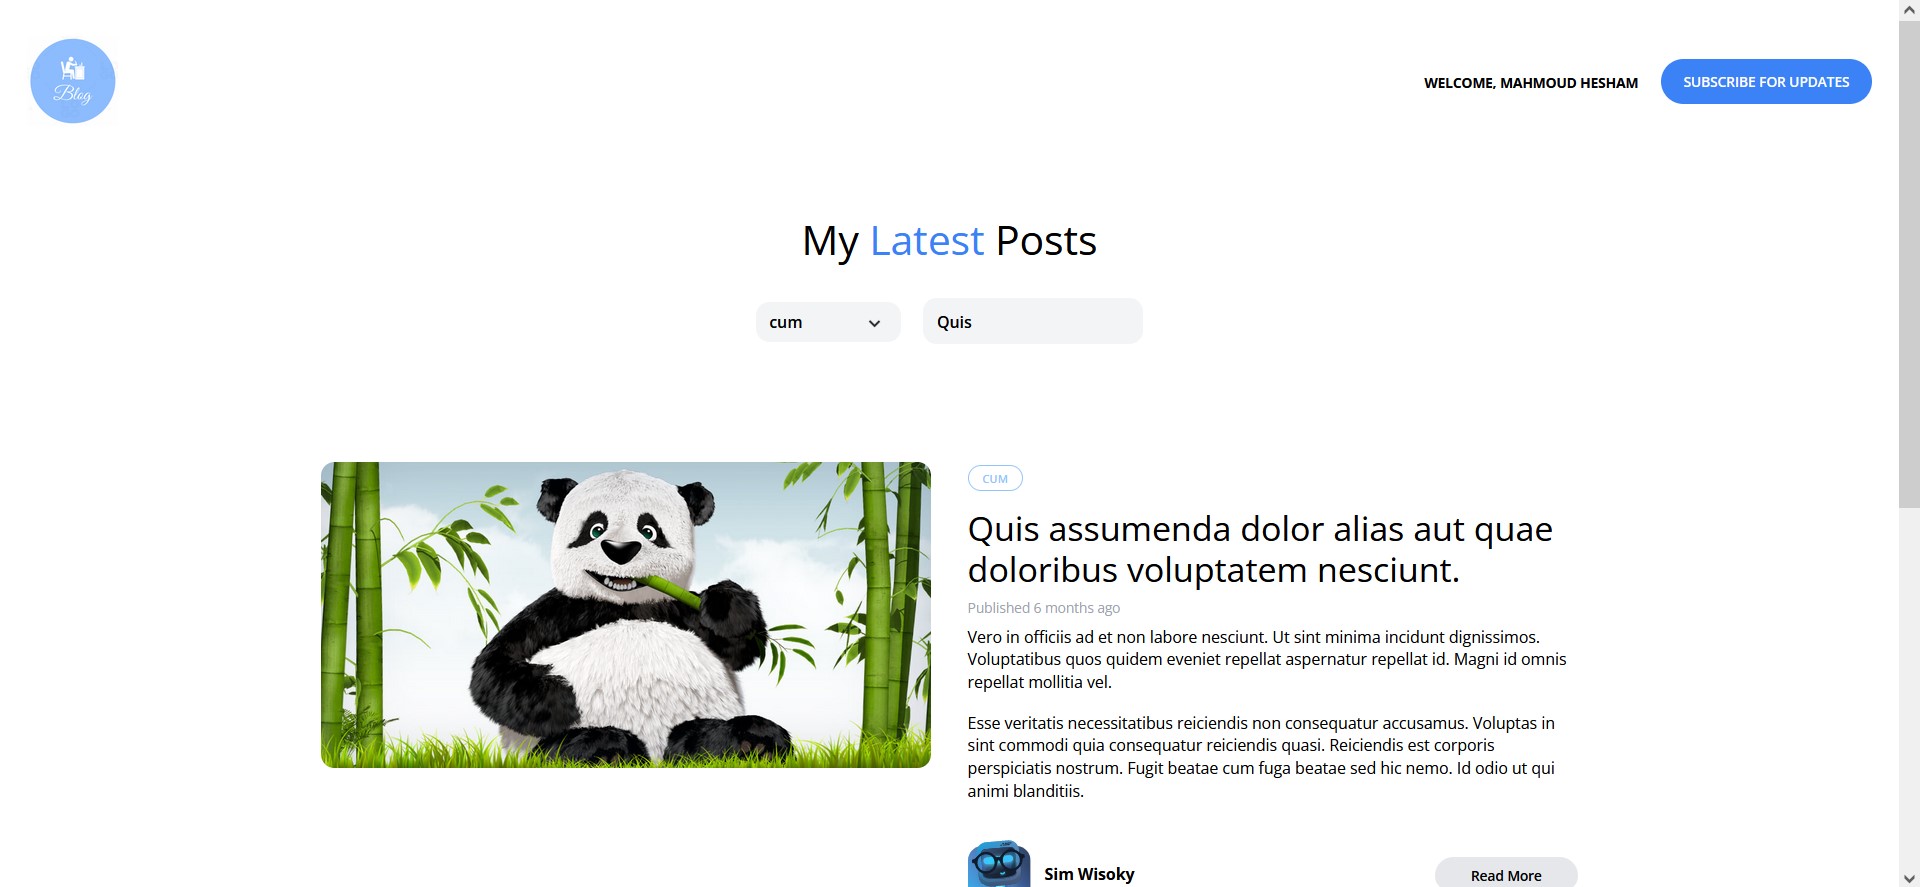 Blog
WELCOME, MAHMOUD HESHAM
SUBSCRIBE FOR UPDATES
My Latest Posts
cum
Quis
CUM
Quis assumenda dolor alias aut quae
doloribus voluptatem nesciunt.
Published 6 months ago
Vero in officiis ad et non labore nesciunt. Ut sint minima incidunt dignissimos.
Voluptatibus quos quidem eveniet repellat aspernatur repellat id. Magni id omnis
repellat mollitia vel.
Esse veritatis necessitatibus reiciendis non consequatur accusamus. Voluptas in
sint commodi quia consequatur reiciendis quasi. Reiciendis est corporis
perspiciatis nostrum. Fugit beatae cum fuga beatae sed hic nemo. Id odio ut qui
animi blanditiis.
Sim Wisoky
Read More